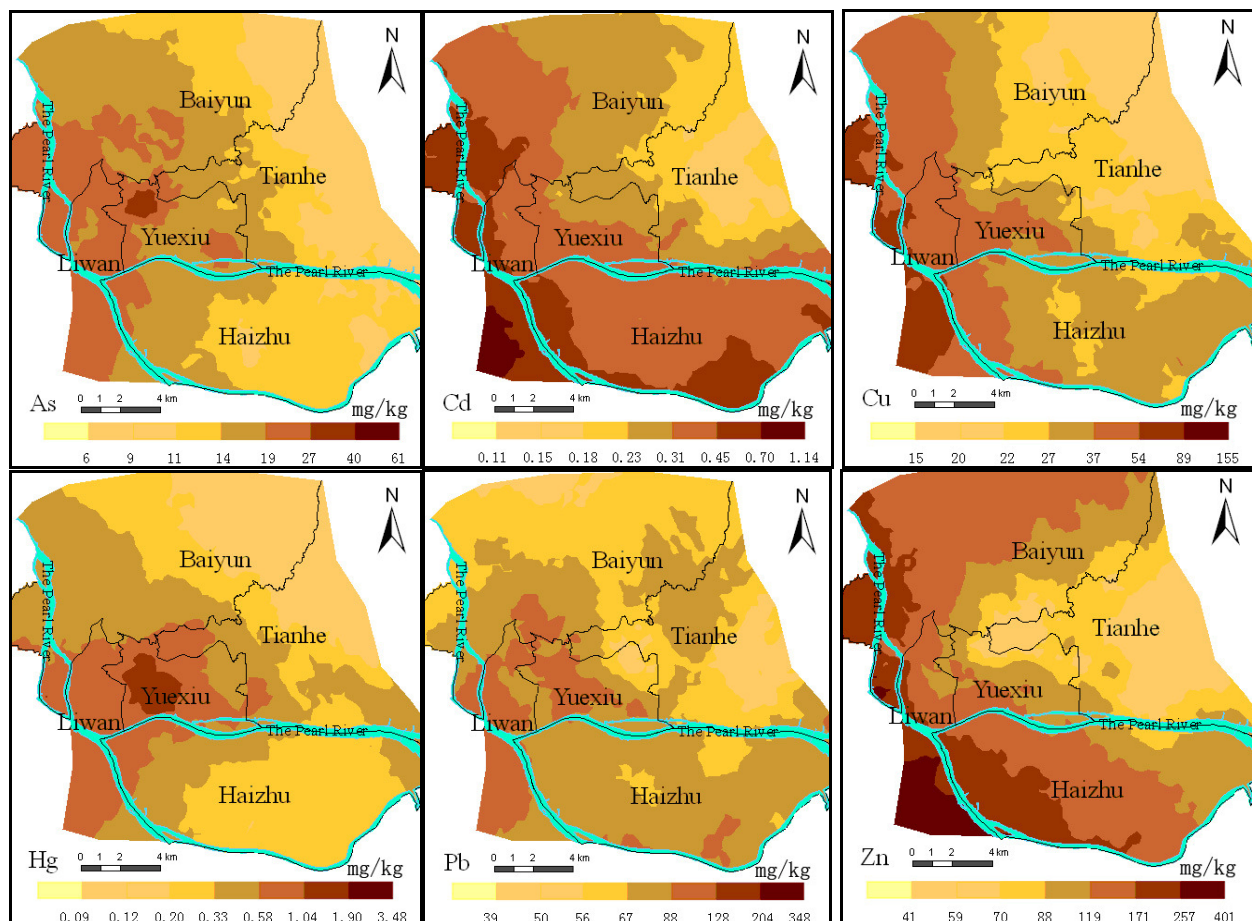 N
Baiyun
The Pearl River
Tianhe
Yuexiu
Liwan
The Pearl River
Haizhu
As
0 1 2 4 km
mg/kg
6 9 11 14 19 27 40 61
N
Baiyun
The Pearl River
Tianhe
Yuexiu
Liwan
The Pearl River
Haizhu
Cd
0 1 2 4 km
mg/kg
0.11 0.15 0.18 0.23 0.31 0.45 0.70 1.14
N
Baiyun
The Pearl River
Tianhe
Yuexiu
Liwan
The Pearl River
Haizhu
Cu
0 1 2 4 km
mg/kg
15 20 22 27 37 54 89 155
N
Baiyun
The Pearl River
Tianhe
Yuexiu
Liwan
The Pearl River
Haizhu
Hg
0 1 2 4 km
mg/kg
0.09 0.12 0.20 0.33 0.58 1.04 1.90 3.48
N
Baiyun
The Pearl River
Tianhe
Yuexiu
Liwan
The Pearl River
Haizhu
Pb
0 1 2 4 km
mg/kg
39 50 56 67 88 128 204 348
N
Baiyun
The Pearl River
Tianhe
Yuexiu
Liwan
The Pearl River
Haizhu
Zn
0 1 2 4 km
mg/kg
41 59 70 88 119 171 257 401